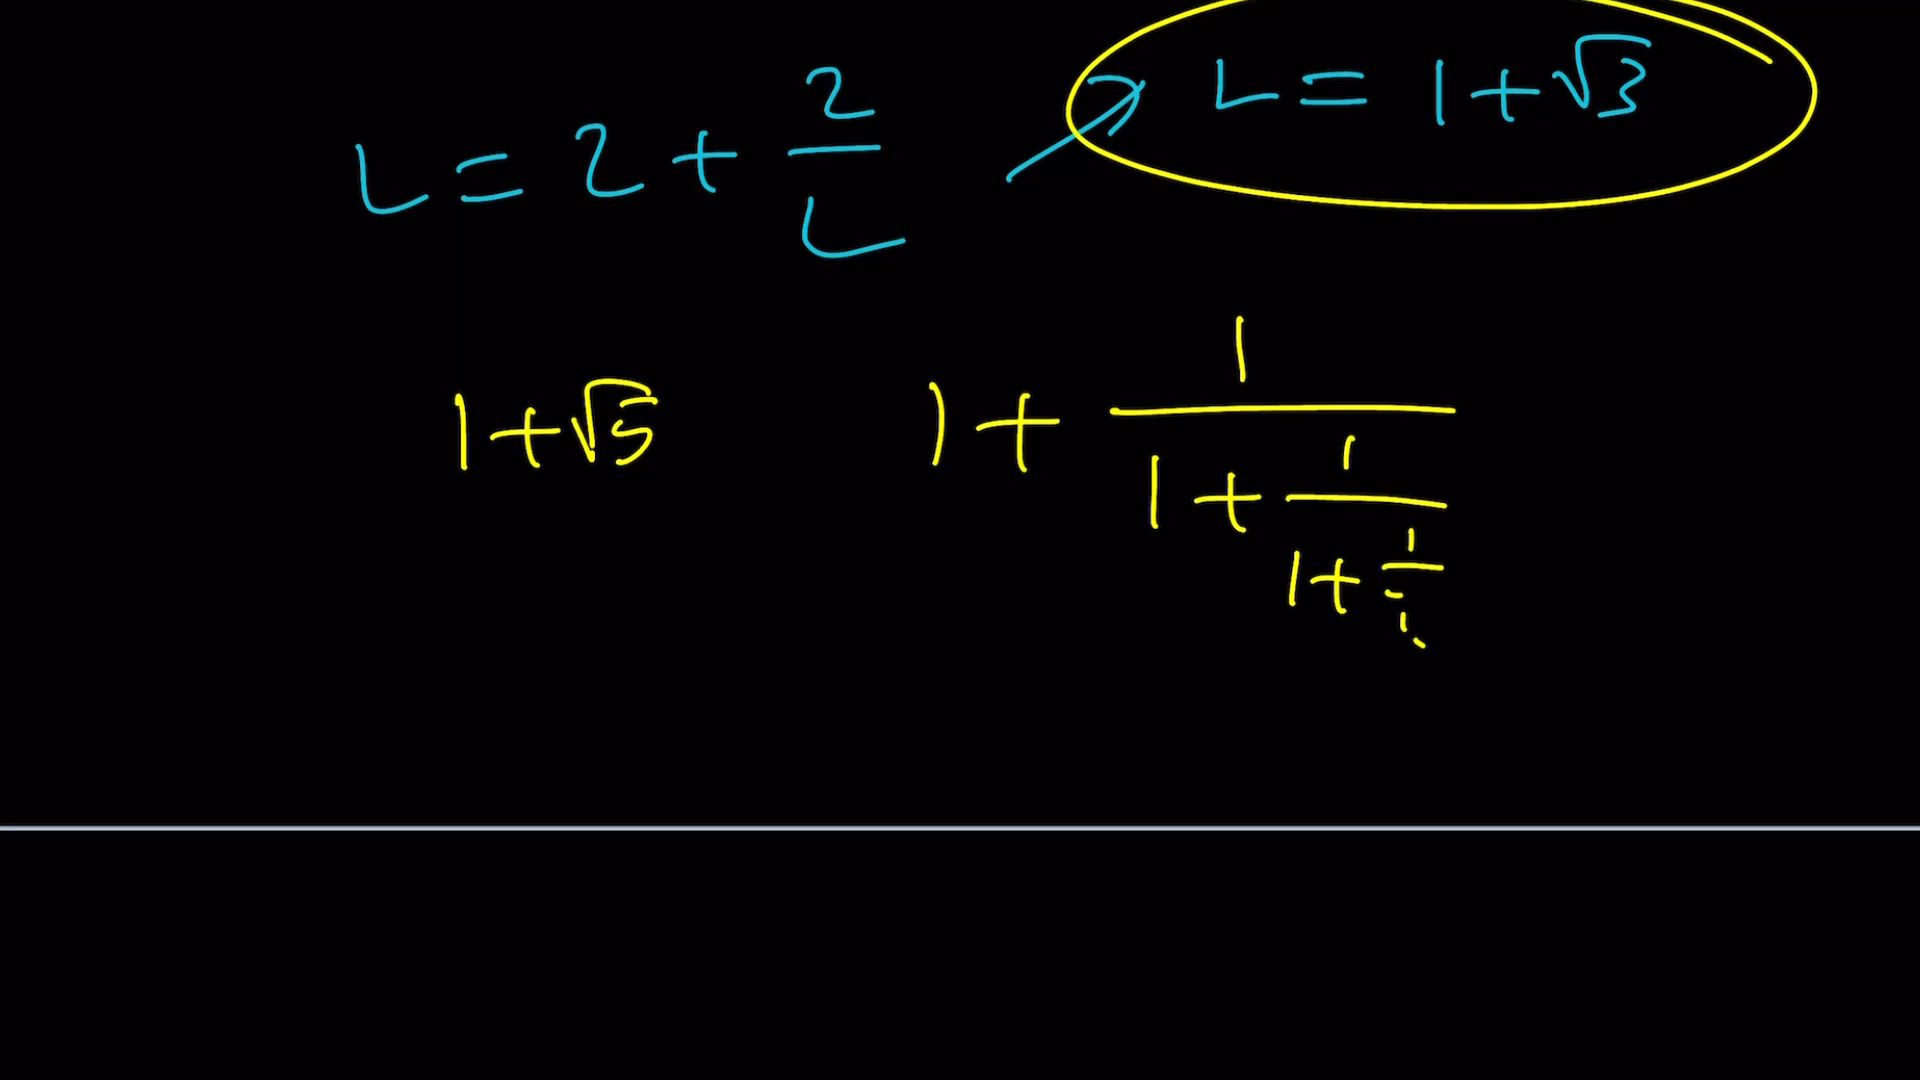 L = 2 + 2/L → L = 1 + √3
1 + √5
1 + 1/(1 + 1/(1 + 1/⋱))